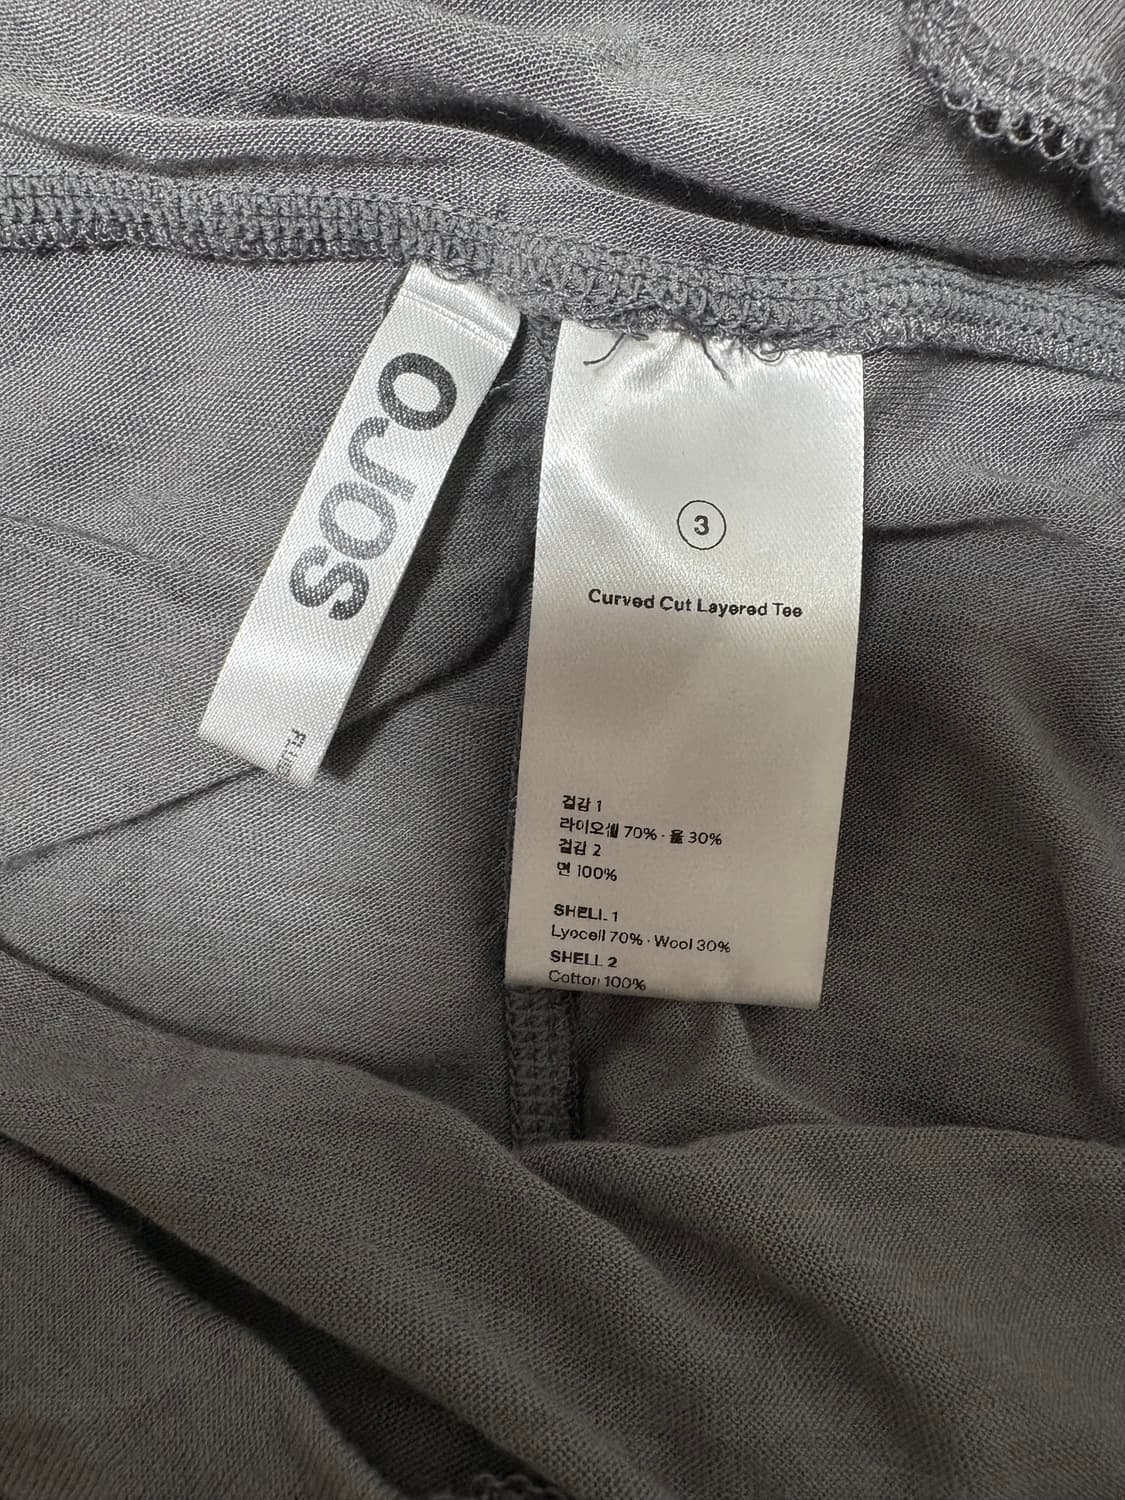 soro
3
Curved Cut Layered Tee
겉감 1
라이오셀 70% · 울 30%
겉감 2
면 100%
SHELL 1
Lyocell 70% · Wool 30%
SHELL 2
Cotton 100%